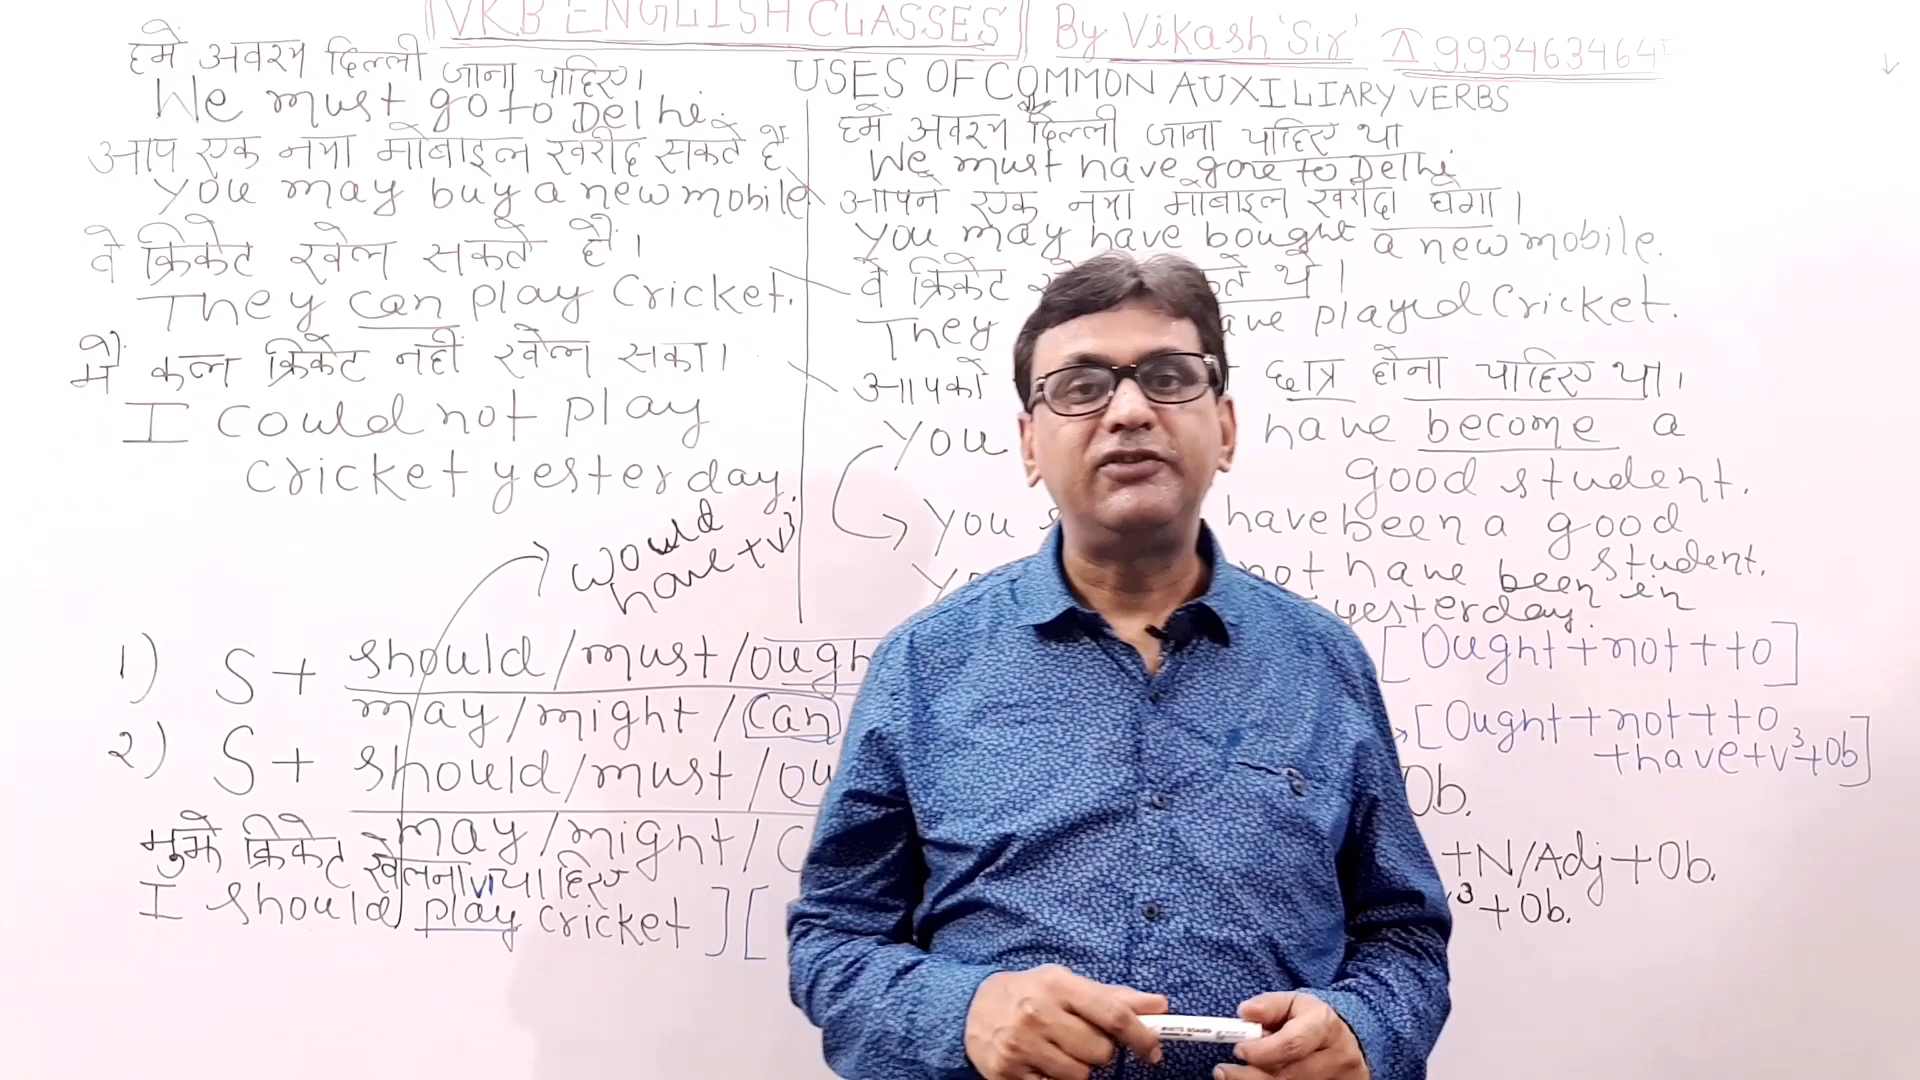 VKB ENGLISH CLASSES By Vikash 'Sir'
USES OF COMMON AUXILIARY VERBS
हमें अवश्य दिल्ली जाना चाहिए।
We must go to Delhi.
आप एक नया मोबाइल खरीद सकते हैं
You may buy a new mobile
वे क्रिकेट खेल सकते हैं।
They can play Cricket.
मैं कल क्रिकेट नहीं खेल सका।
I could not play
cricket yesterday.
would
have + v³
हमें अवश्य दिल्ली जाना चाहिए था
We must have gone to Delhi
आपने एक नया मोबाइल खरीदा होगा।
You may have bought a new mobile.
वे क्रिकेट थे।
They played Cricket.
आपको छात्र होना चाहिए था।
You have become a
good student.
You have been a good
student.
not have been in
yesterday.
1) S + should/must/
may/might/can
[Ought + not + to]
2) S + should/must/
may/might/
[Ought + not + to
+ have + v³ + Ob]
Ob.
+ N/Adj + Ob.
³ + Ob.
मुझे क्रिकेट खेलना चाहिए
I should play cricket ] [